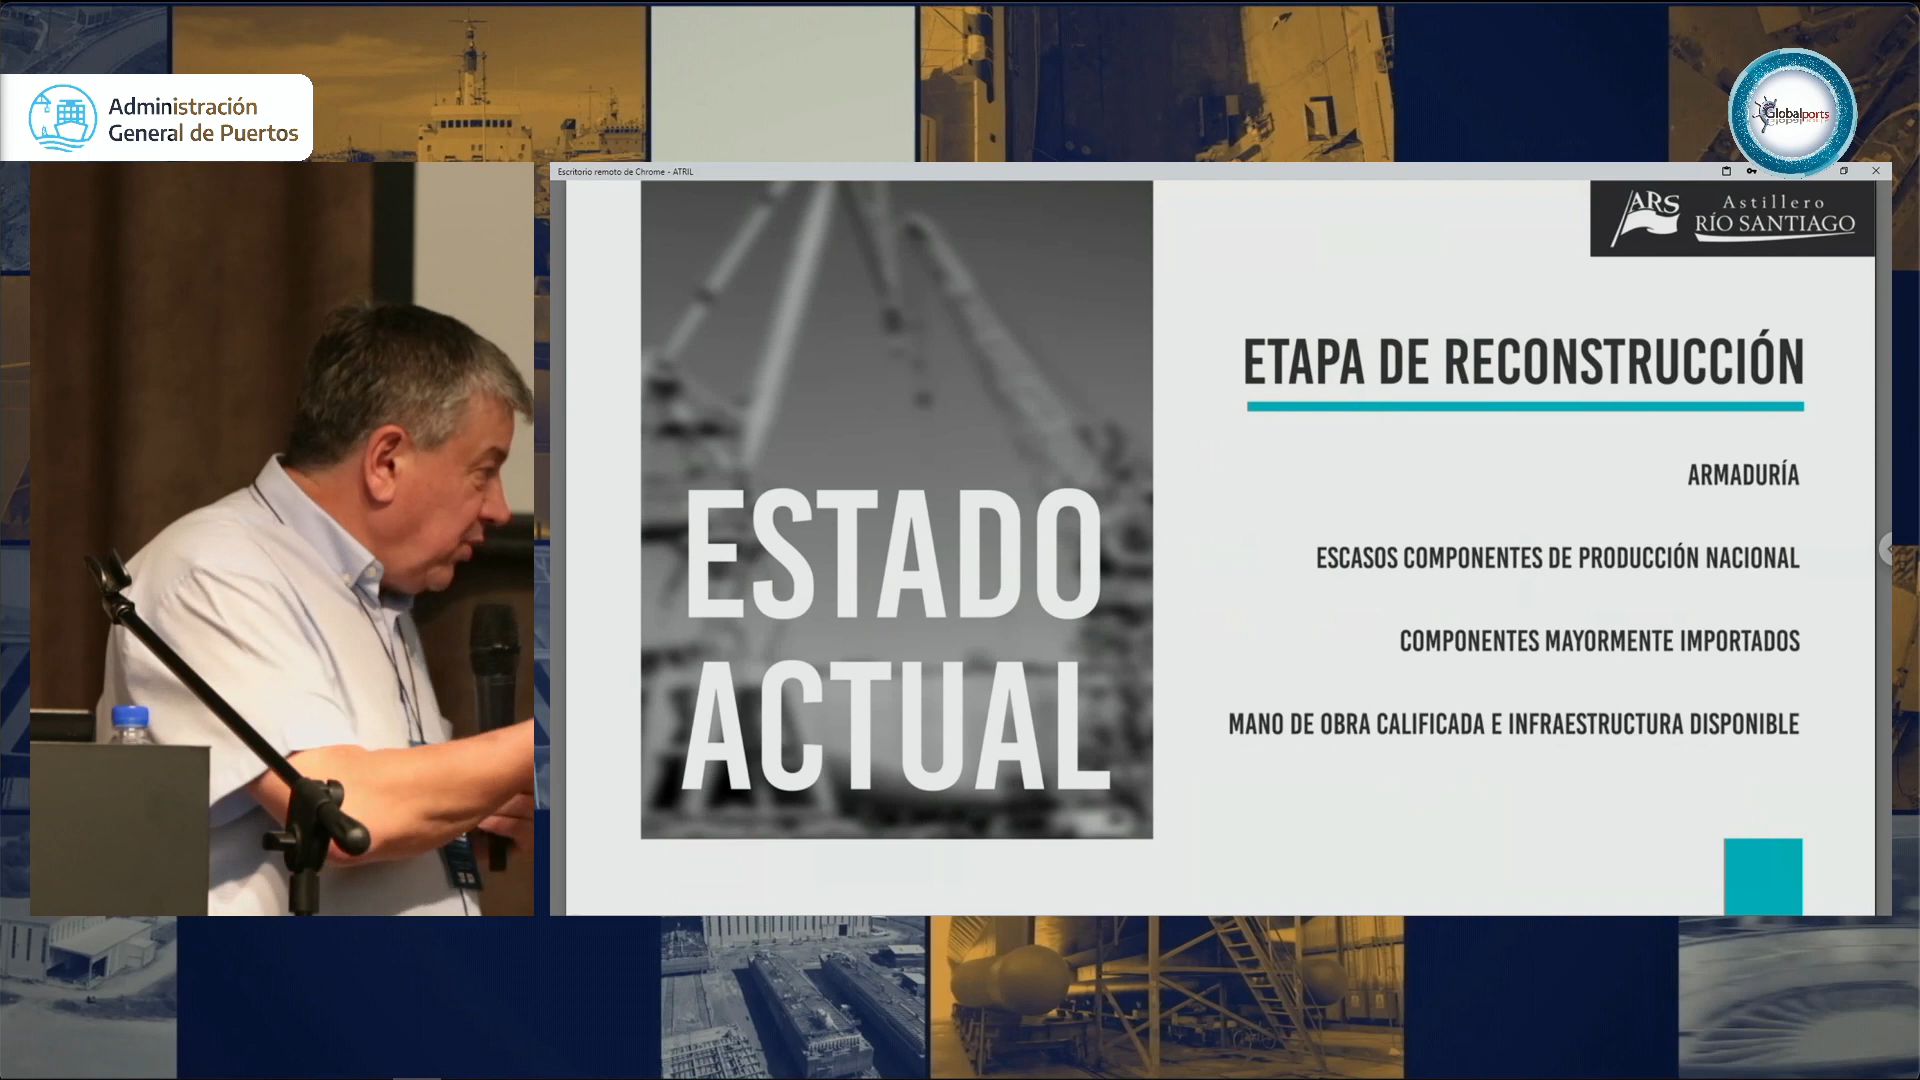 Administración
General de Puertos
Globalports
Escritorio remoto de Chrome - ATRIL
ARS
Astillero
RÍO SANTIAGO
ESTADO
ACTUAL
ETAPA DE RECONSTRUCCIÓN
ARMADURÍA
ESCASOS COMPONENTES DE PRODUCCIÓN NACIONAL
COMPONENTES MAYORMENTE IMPORTADOS
MANO DE OBRA CALIFICADA E INFRAESTRUCTURA DISPONIBLE